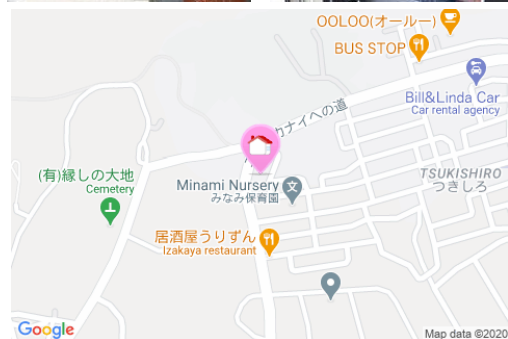 OOLOO(オールー)
BUS STOP
Bill&Linda Car
Car rental agency
カナイへの道
(有)縁しの大地
Cemetery
Minami Nursery
みなみ保育園
TSUKISHIRO
つきしろ
居酒屋うりずん
Izakaya restaurant
Google
Map data ©2020